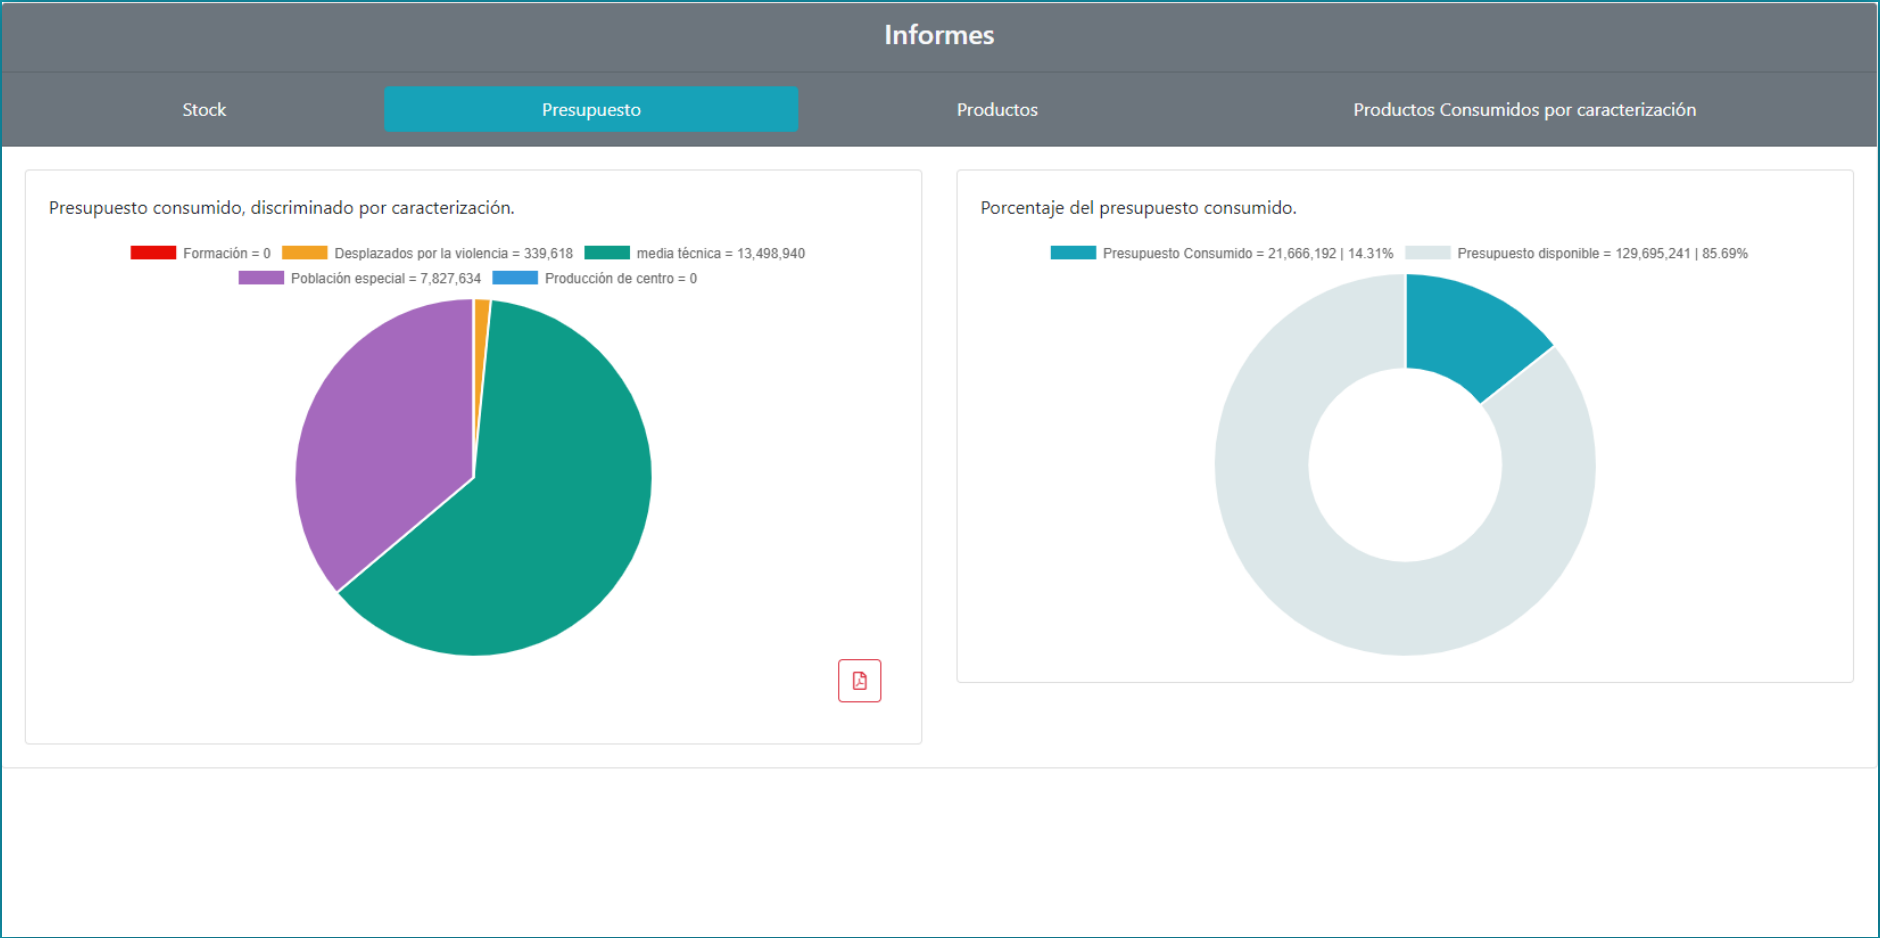 Informes
Stock Presupuesto Productos Productos Consumidos por caracterización
Presupuesto consumido, discriminado por caracterización.
Formación = 0 Desplazados por la violencia = 339,618 media técnica = 13,498,940
Población especial = 7,827,634 Producción de centro = 0
Porcentaje del presupuesto consumido.
Presupuesto Consumido = 21,666,192 | 14.31% Presupuesto disponible = 129,695,241 | 85.69%